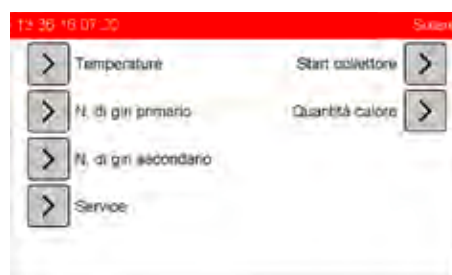 Temperature
Start collettore
N. di giri primario
Quantità calore
N. di giri secondario
Service